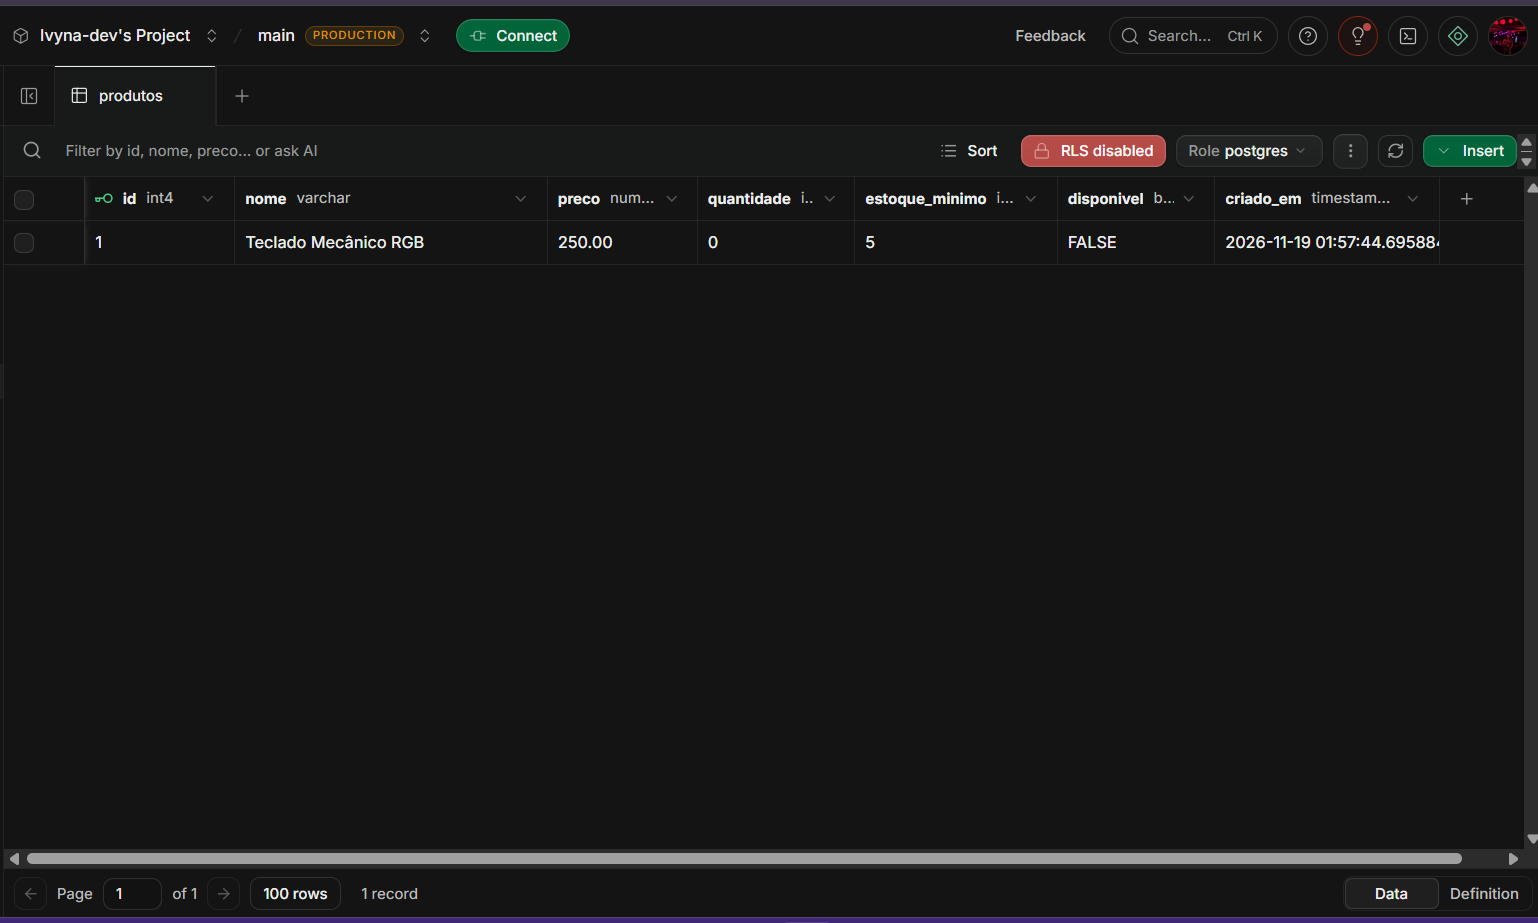 Ivyna-dev's Project / main PRODUCTION Connect Feedback Search... Ctrl K
produtos
Filter by id, nome, preco... or ask AI Sort RLS disabled Role postgres Insert
id int4 nome varchar preco num... quantidade i.. estoque_minimo i... disponivel b... criado_em timestam...
1 Teclado Mecânico RGB 250.00 0 5 FALSE 2026-11-19 01:57:44.69588
Page 1 of 1 100 rows 1 record Data Definition